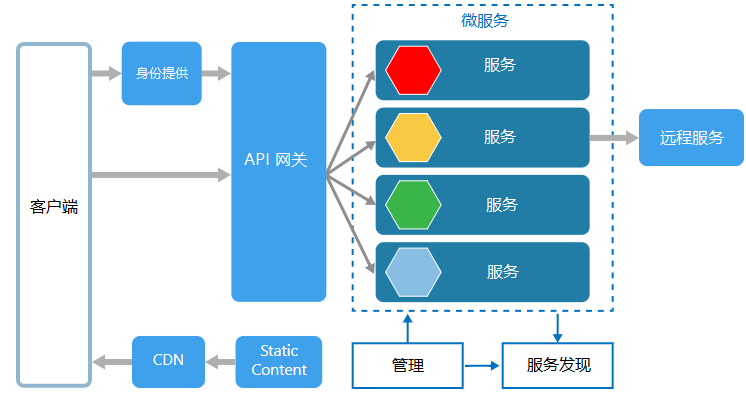 微服务
服务
身份提供
API 网关
服务
远程服务
客户端
服务
服务
CDN
Static
Content
管理
服务发现